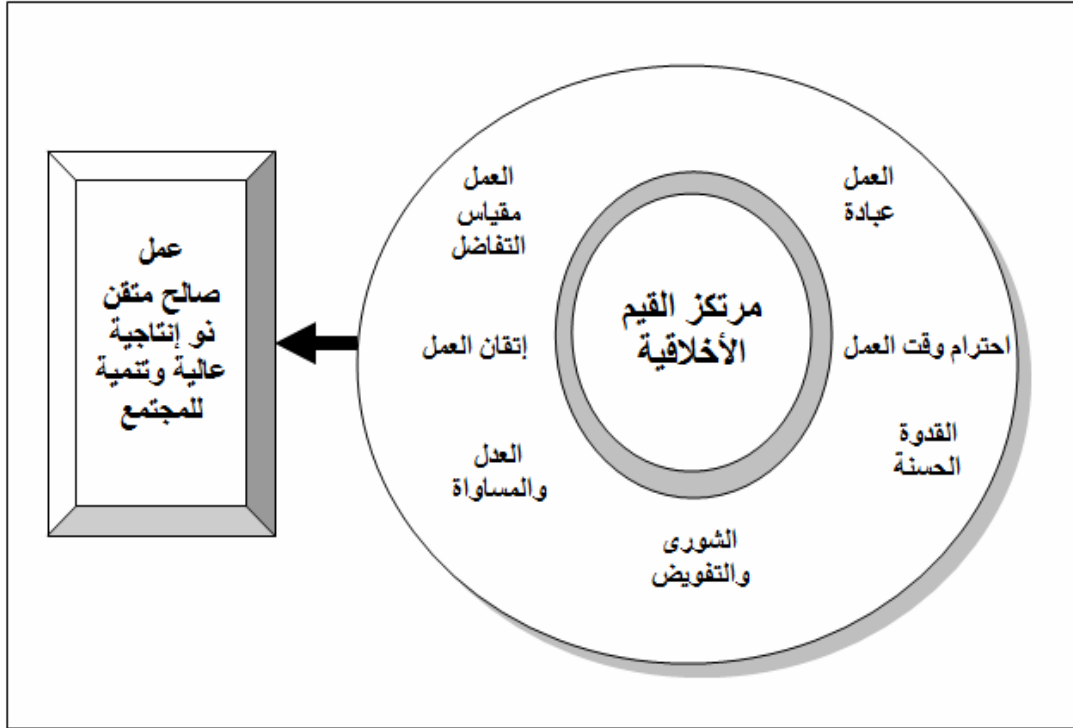 العمل
عبادة
العمل
مقياس
التفاضل
مرتكز القيم
الأخلاقية
احترام وقت العمل
إتقان العمل
القدوة
الحسنة
العدل
والمساواة
الشورى
والتفويض
عمل
صالح متقن
ذو إنتاجية
عالية وتنمية
للمجتمع